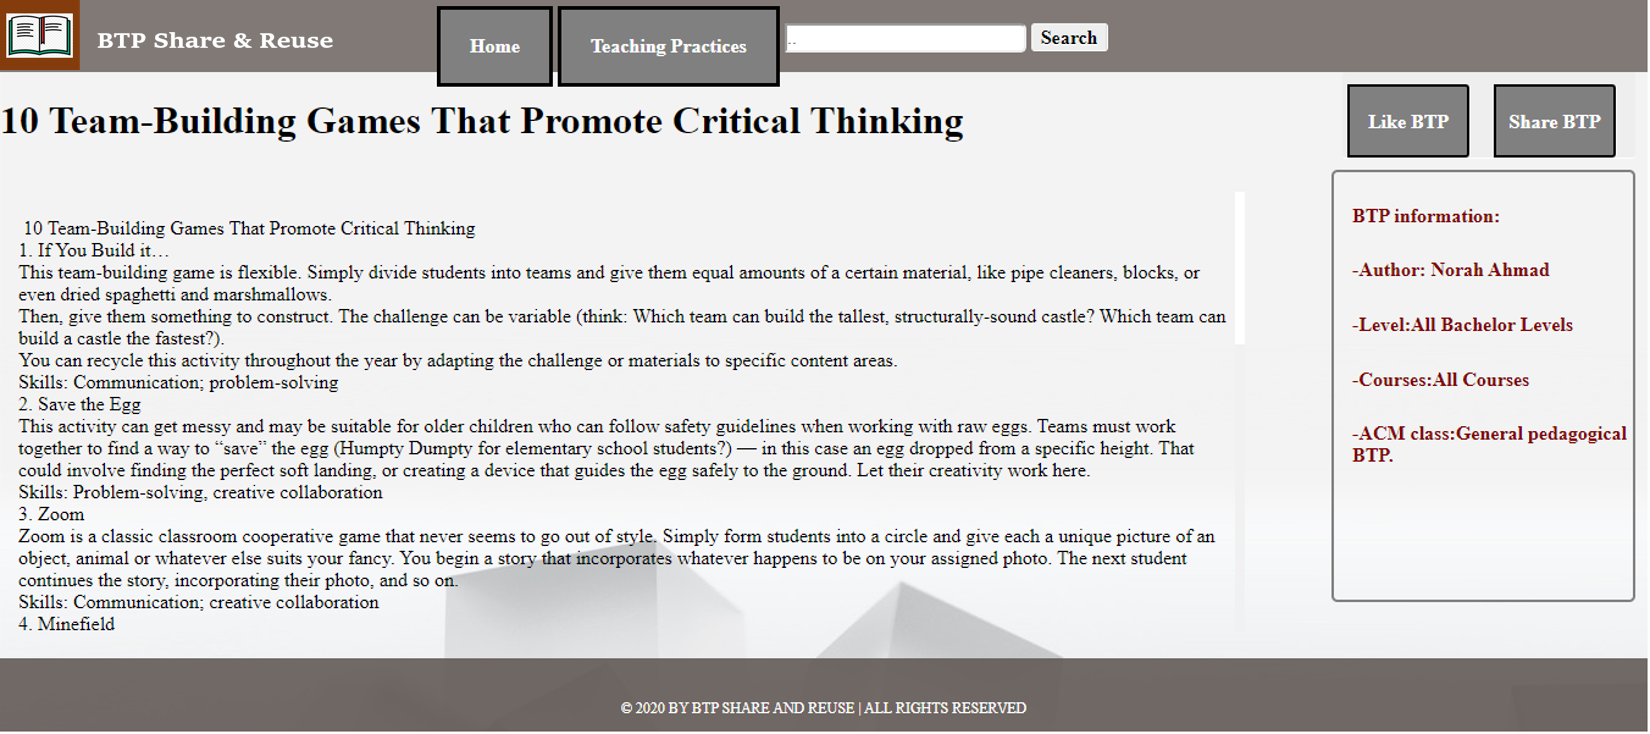 BTP Share & Reuse
Home
Teaching Practices
..
Search
10 Team-Building Games That Promote Critical Thinking
Like BTP
Share BTP
10 Team-Building Games That Promote Critical Thinking
1. If You Build it…
This team-building game is flexible. Simply divide students into teams and give them equal amounts of a certain material, like pipe cleaners, blocks, or
even dried spaghetti and marshmallows.
Then, give them something to construct. The challenge can be variable (think: Which team can build the tallest, structurally-sound castle? Which team can
build a castle the fastest?).
You can recycle this activity throughout the year by adapting the challenge or materials to specific content areas.
Skills: Communication; problem-solving
2. Save the Egg
This activity can get messy and may be suitable for older children who can follow safety guidelines when working with raw eggs. Teams must work
together to find a way to “save” the egg (Humpty Dumpty for elementary school students?) — in this case an egg dropped from a specific height. That
could involve finding the perfect soft landing, or creating a device that guides the egg safely to the ground. Let their creativity work here.
Skills: Problem-solving, creative collaboration
3. Zoom
Zoom is a classic classroom cooperative game that never seems to go out of style. Simply form students into a circle and give each a unique picture of an
object, animal or whatever else suits your fancy. You begin a story that incorporates whatever happens to be on your assigned photo. The next student
continues the story, incorporating their photo, and so on.
Skills: Communication; creative collaboration
4. Minefield
BTP information:
-Author: Norah Ahmad
-Level:All Bachelor Levels
-Courses:All Courses
-ACM class:General pedagogical
BTP.
© 2020 BY BTP SHARE AND REUSE | ALL RIGHTS RESERVED